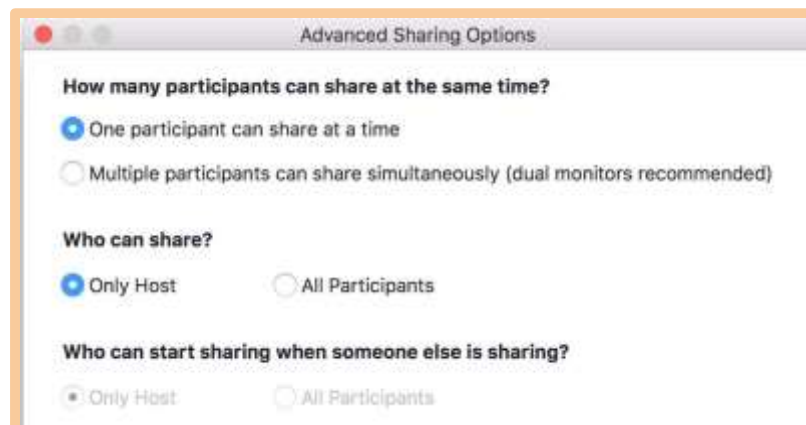 Advanced Sharing Options
How many participants can share at the same time?
One participant can share at a time
Multiple participants can share simultaneously (dual monitors recommended)
Who can share?
Only Host All Participants
Who can start sharing when someone else is sharing?
Only Host All Participants